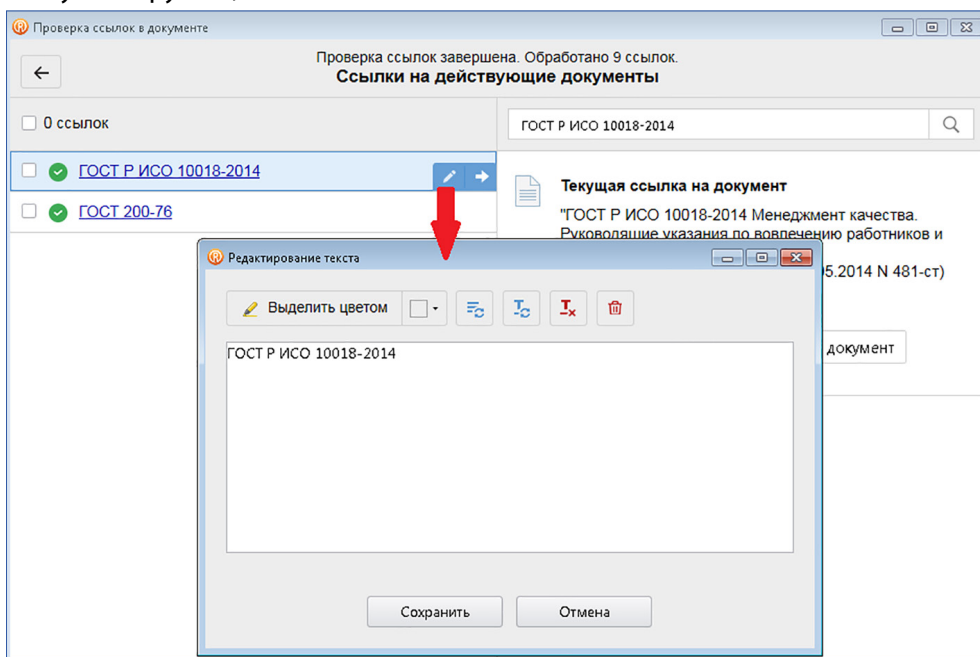 Проверка ссылок в документе
Проверка ссылок завершена. Обработано 9 ссылок.
Ссылки на действующие документы
0 ссылок
ГОСТ Р ИСО 10018-2014
ГОСТ Р ИСО 10018-2014
ГОСТ 200-76
Текущая ссылка на документ
"ГОСТ Р ИСО 10018-2014 Менеджмент качества.
Руководящие указания по вовлечению работников и
05.2014 N 481-ст)
документ
Редактирование текста
Выделить цветом
ГОСТ Р ИСО 10018-2014
Сохранить
Отмена